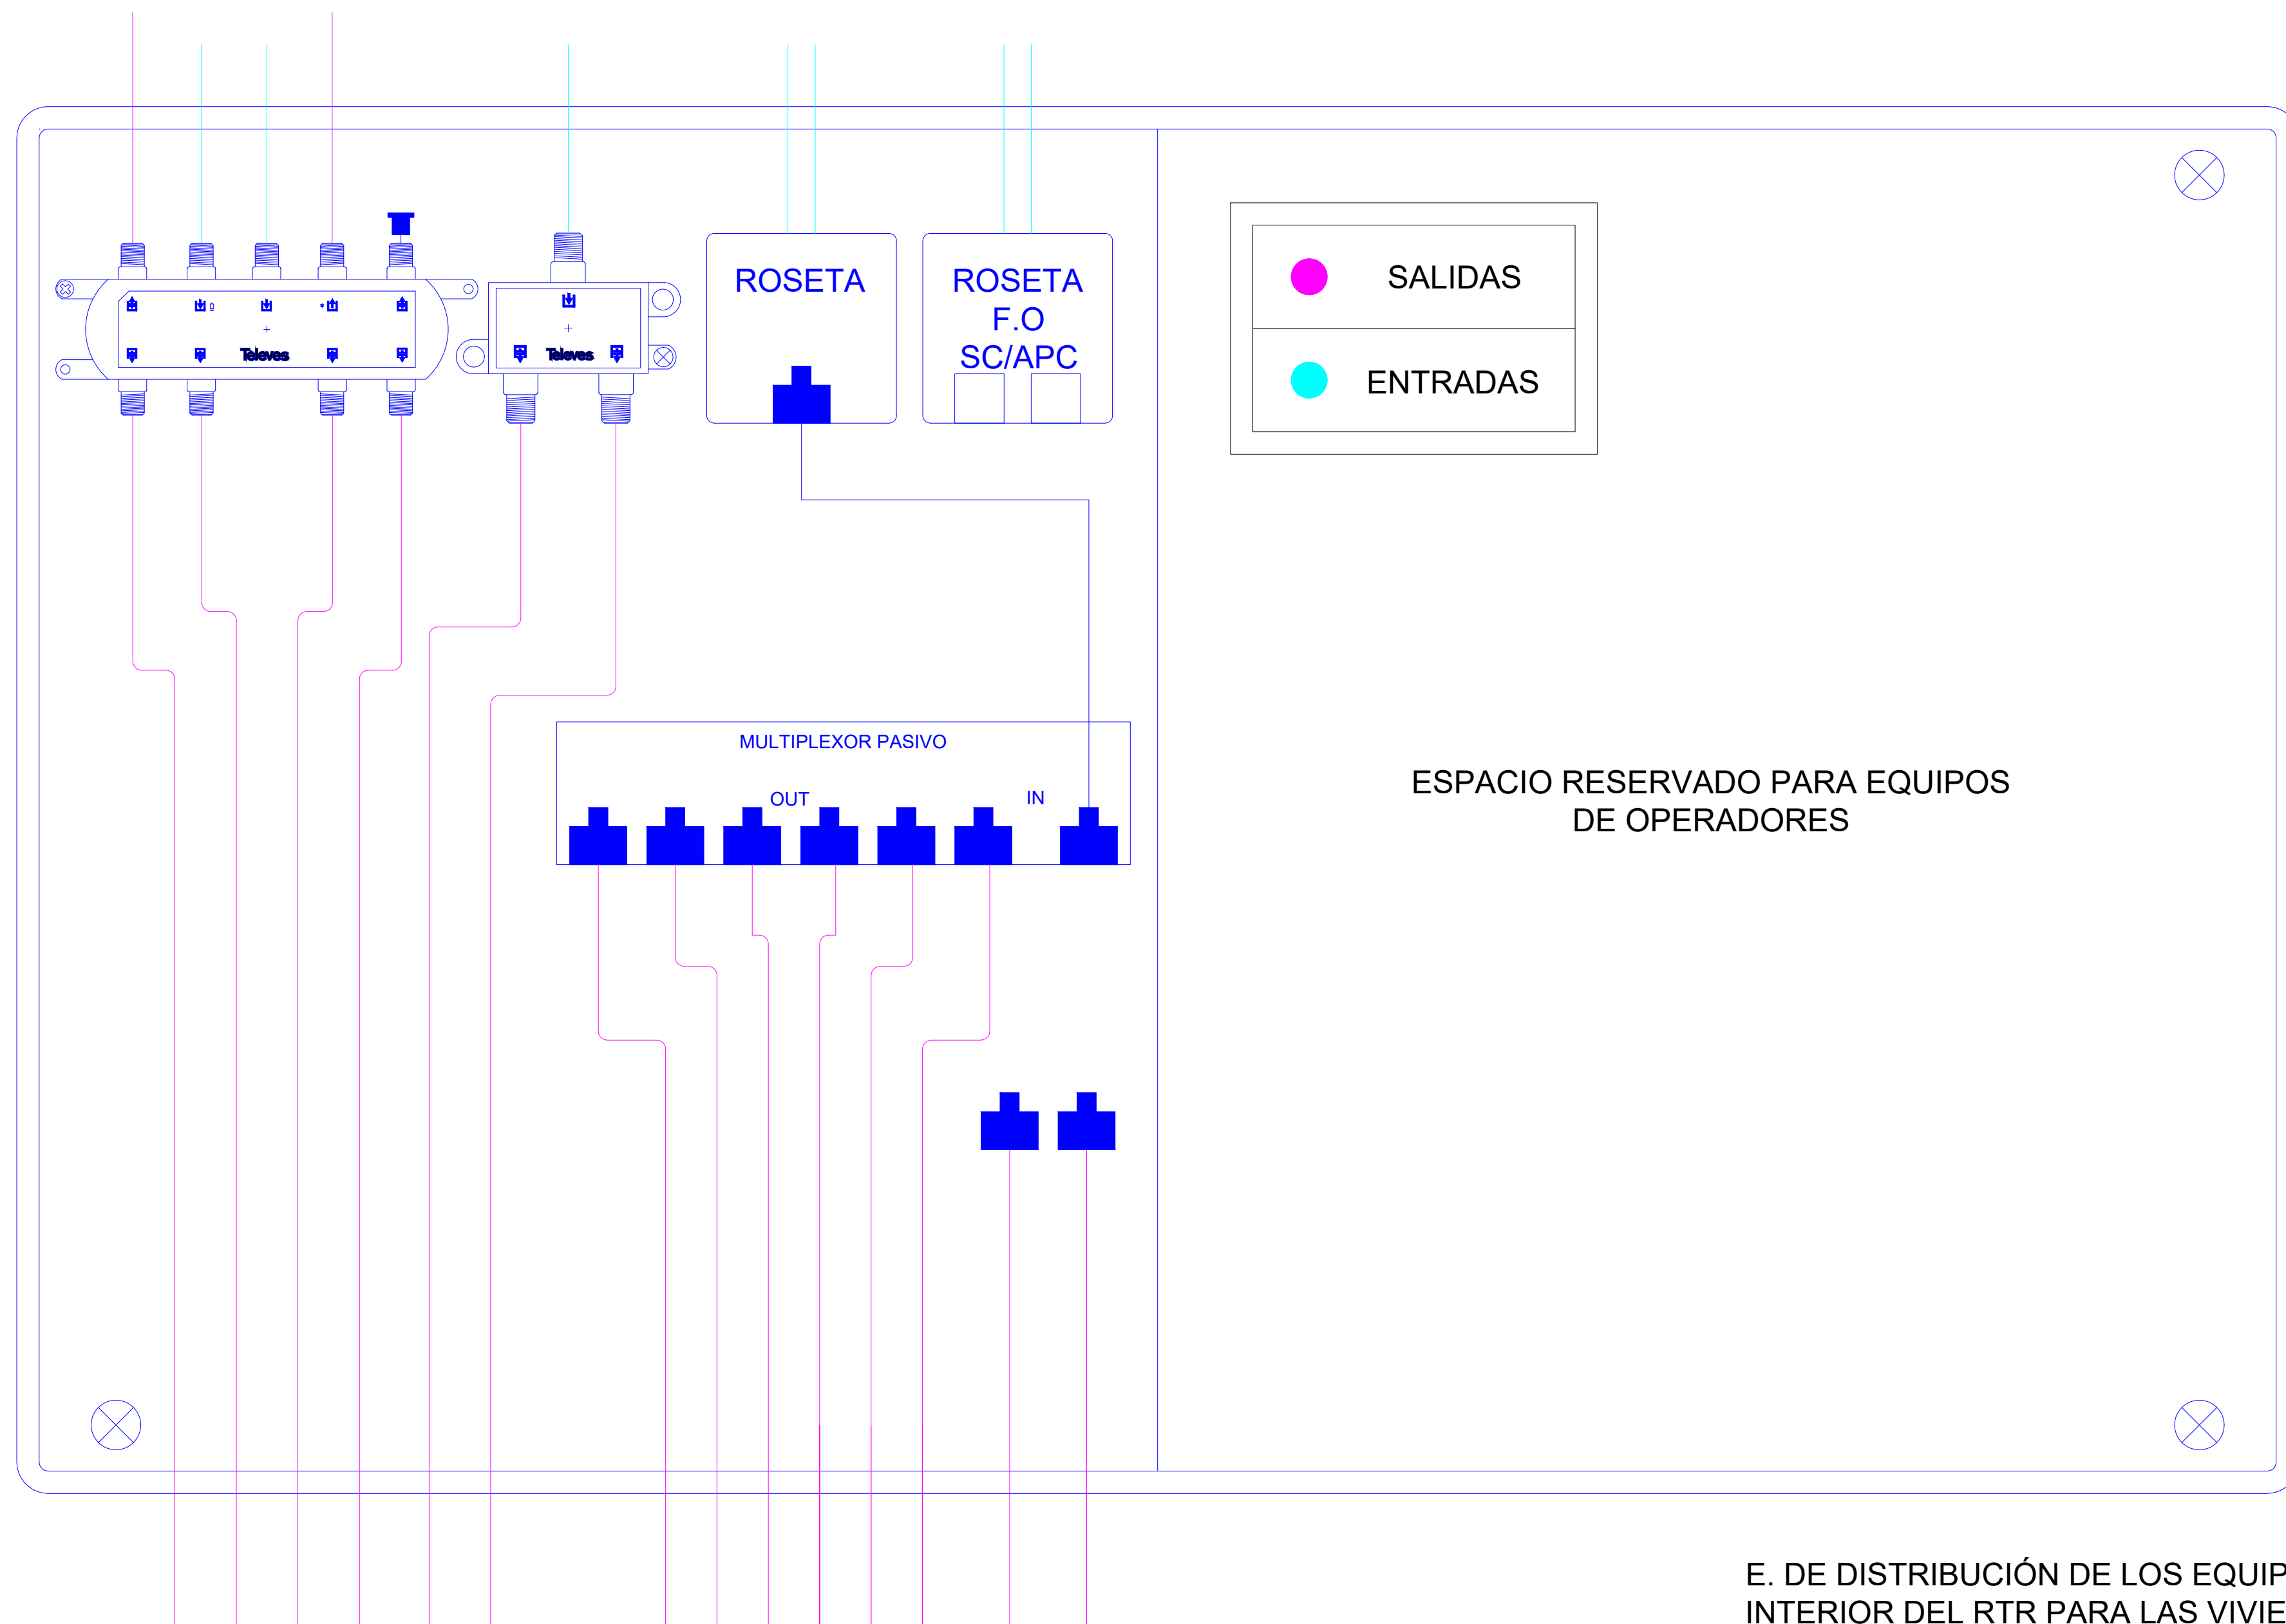 ROSETA
ROSETA
F.O
SC/APC
SALIDAS
ENTRADAS
Televes
Televes
MULTIPLEXOR PASIVO
OUT
IN
ESPACIO RESERVADO PARA EQUIPOS
DE OPERADORES
E. DE DISTRIBUCIÓN DE LOS EQUIP
INTERIOR DEL RTR PARA LAS VIVIE